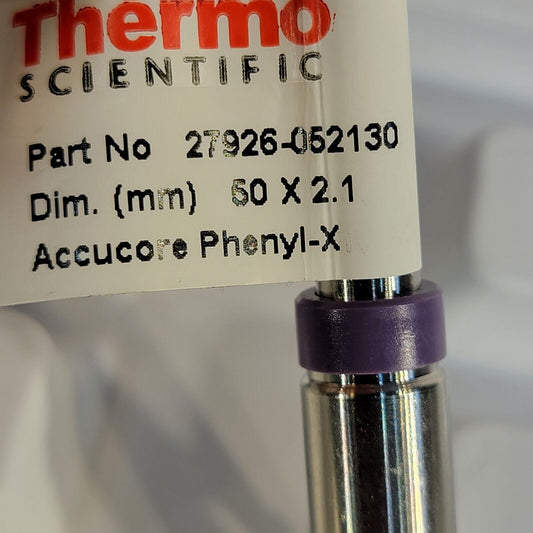 Thermo
SCIENTIFIC
Part No 27926-052130
Dim. (mm) 50 X 2.1
Accucore Phenyl-X